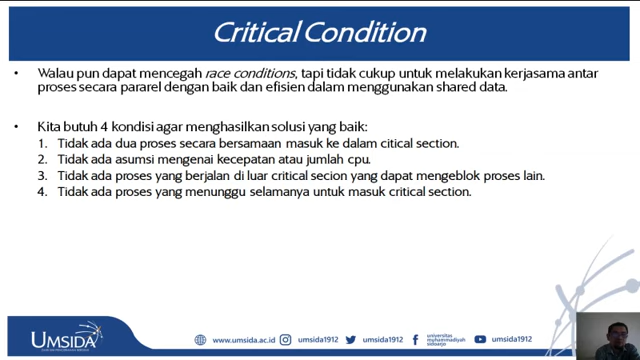 Critical Condition
• Walau pun dapat mencegah race conditions, tapi tidak cukup untuk melakukan kerjasama antar
proses secara pararel dengan baik dan efisien dalam menggunakan shared data.
• Kita butuh 4 kondisi agar menghasilkan solusi yang baik:
1. Tidak ada dua proses secara bersamaan masuk ke dalam citical section.
2. Tidak ada asumsi mengenai kecepatan atau jumlah cpu.
3. Tidak ada proses yang berjalan di luar critical secion yang dapat mengeblok proses lain.
4. Tidak ada proses yang menunggu selamanya untuk masuk critical section.
UMSIDA
www.umsida.ac.id
umsida1912
umsida1912
universitas
muhammadiyah
sidoarjo
umsida1912